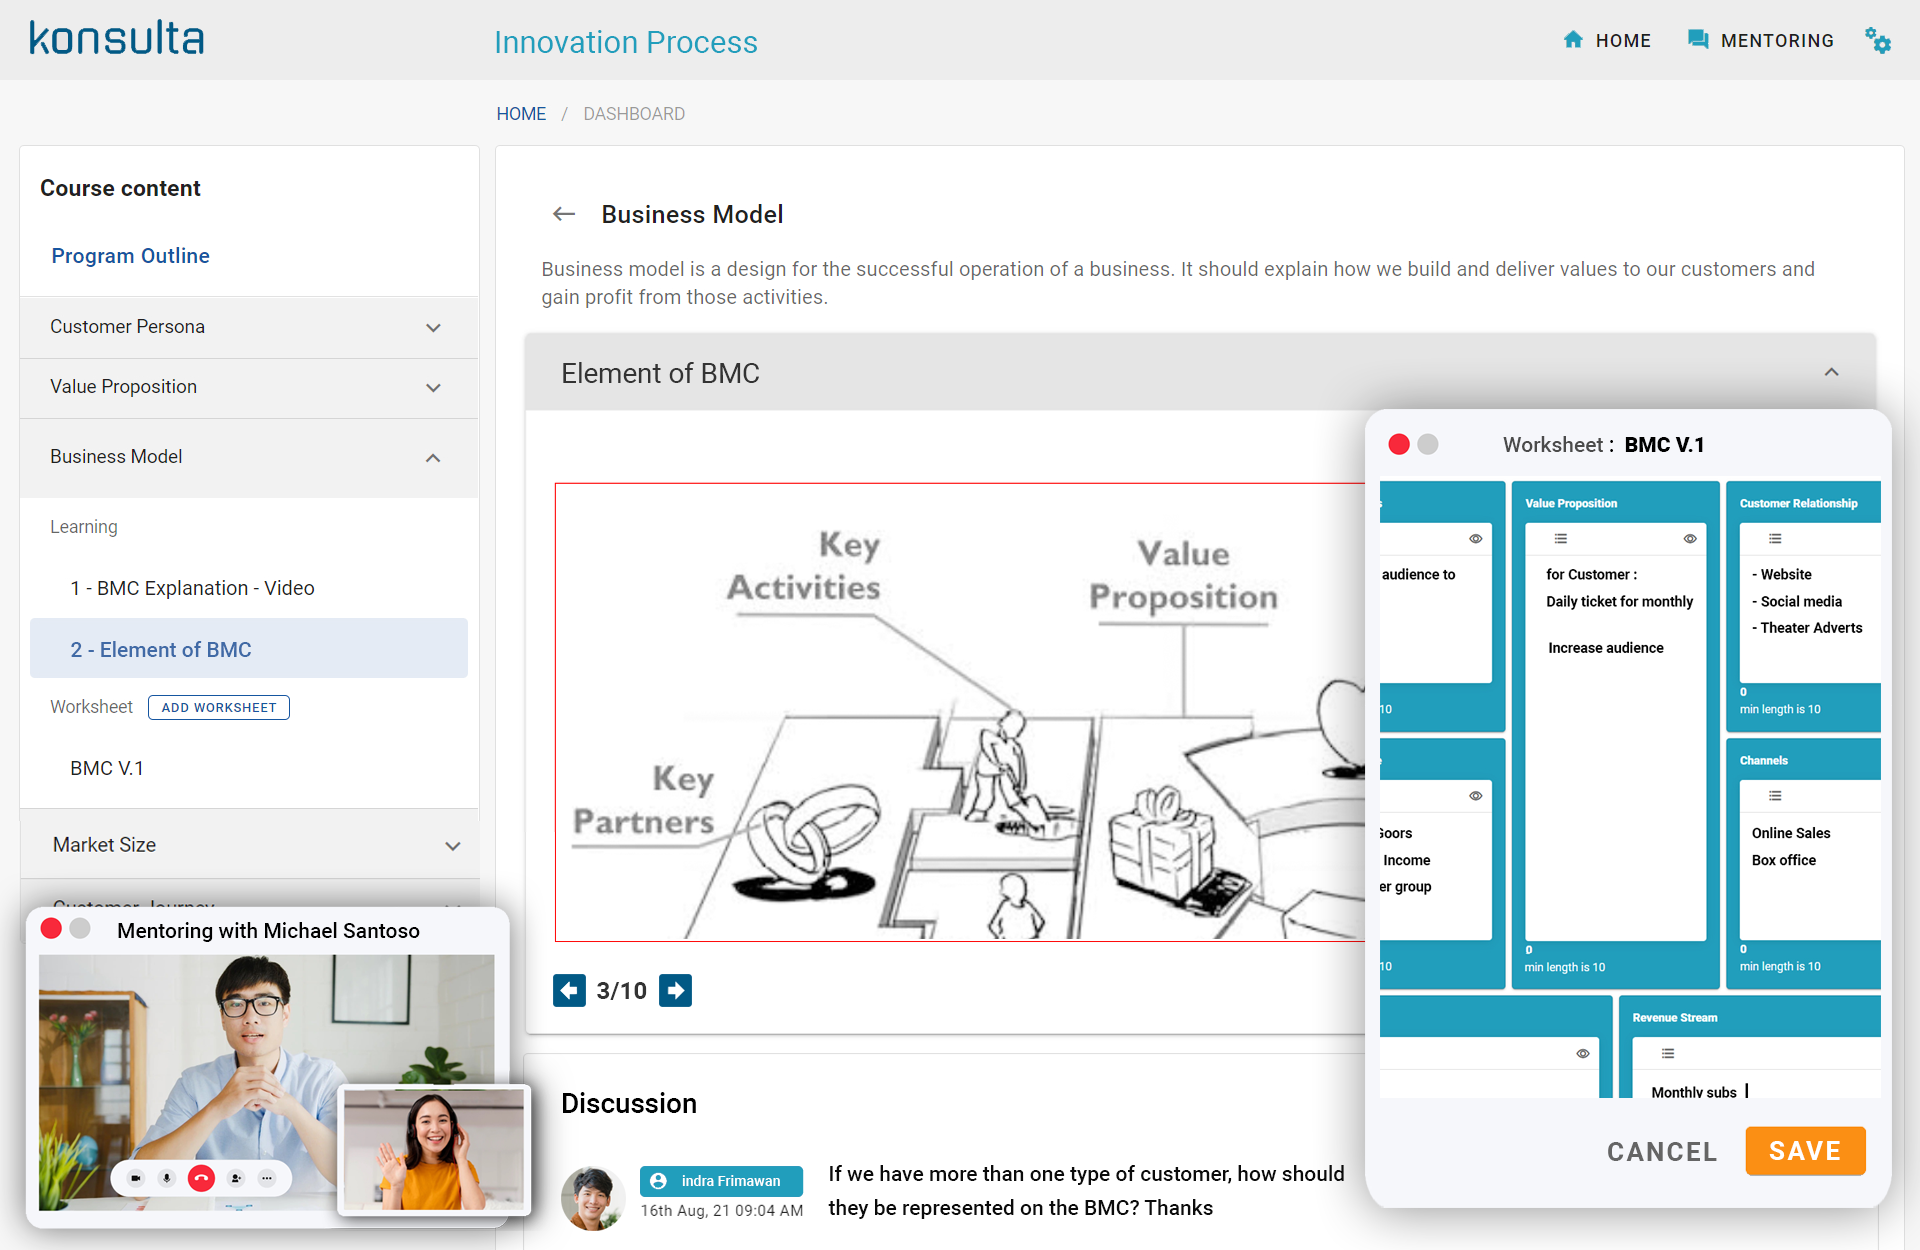 konsulta
Innovation Process
HOME
MENTORING
HOME / DASHBOARD
Course content
Program Outline
Customer Persona
Value Proposition
Business Model
Learning
1 - BMC Explanation - Video
2 - Element of BMC
Worksheet
ADD WORKSHEET
BMC V.1
Market Size
Customer Journey
Mentoring with Michael Santoso
Business Model
Business model is a design for the successful operation of a business. It should explain how we build and deliver values to our customers and
gain profit from those activities.
Element of BMC
Key
Activities
Value
Proposition
Key
Partners
3/10
Discussion
indra Frimawan
16th Aug, 21 09:04 AM
If we have more than one type of customer, how should
they be represented on the BMC? Thanks
Worksheet : BMC V.1
audience to
10
Value Proposition
for Customer :
Daily ticket for monthly
Increase audience
0
min length is 10
Customer Relationship
- Website
- Social media
- Theater Adverts
0
min length is 10
Income
er group
10
Channels
Online Sales
Box office
0
min length is 10
Revenue Stream
Monthly subs
CANCEL
SAVE